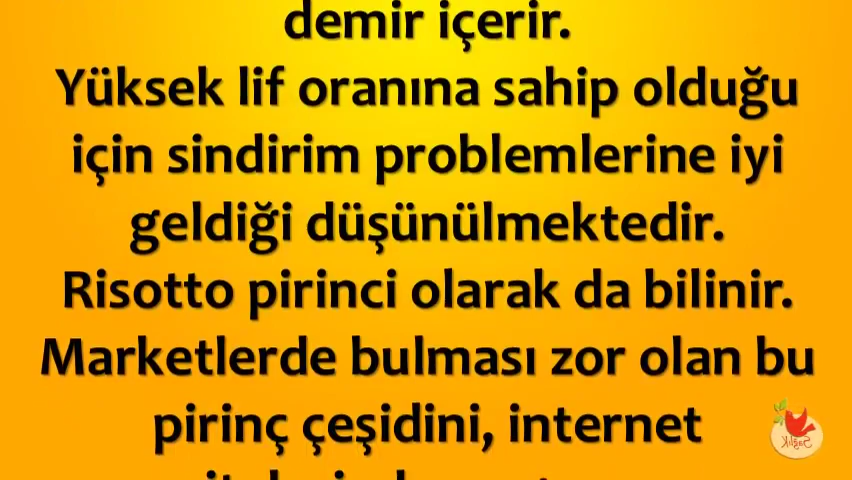 demir içerir.
Yüksek lif oranına sahip olduğu
için sindirim problemlerine iyi
geldiği düşünülmektedir.
Risotto pirinci olarak da bilinir.
Marketlerde bulması zor olan bu
pirinç çeşidini, internet
Sağlık